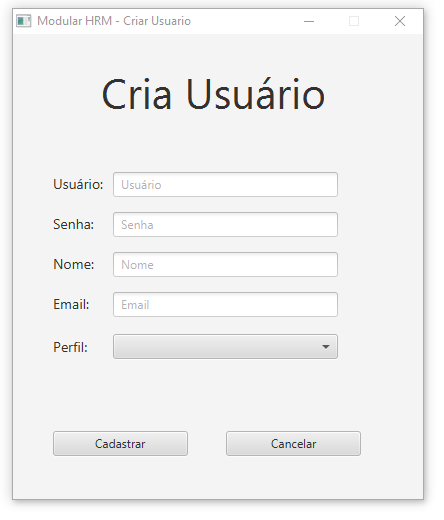 Modular HRM - Criar Usuario
Cria Usuário
Usuário: Usuário
Senha: Senha
Nome: Nome
Email: Email
Perfil:
Cadastrar Cancelar